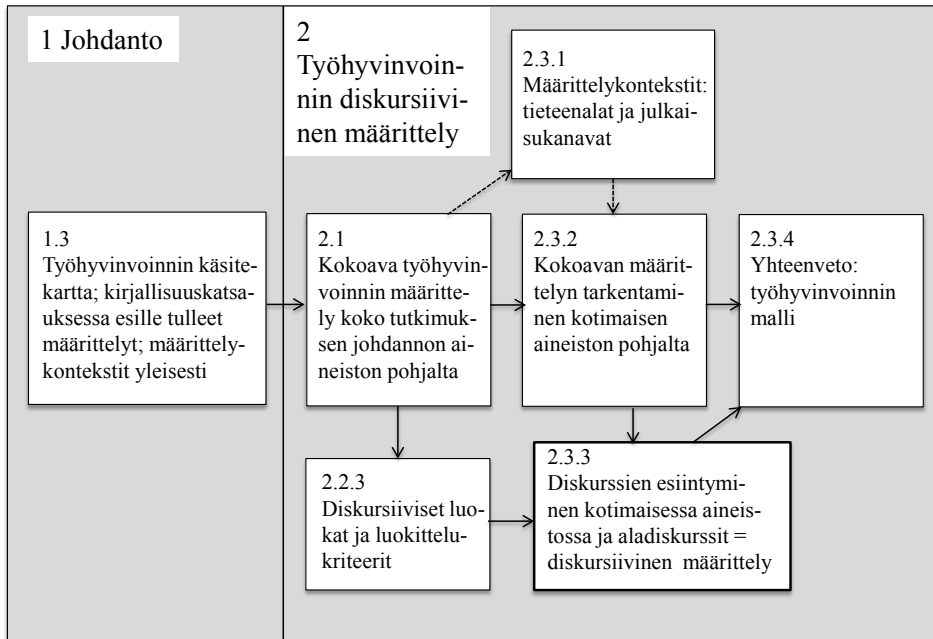 1 Johdanto
2
Työhyvinvoin-
nin diskursiivi-
nen määrittely
2.3.1
Määrittelykontekstit:
tieteenalat ja julkai-
sukanavat
1.3
Työhyvinvoinnin käsite-
kartta; kirjallisuuskatsa-
uksessa esille tulleet
määrittelyt; määrittely-
kontekstit yleisesti
2.1
Kokoava työhyvin-
voinnin määritte-
ly koko tutkimuk-
sen johdannon ai-
neiston pohjalta
2.3.2
Kokoavan määrit-
telyn tarkentami-
nen kotimaisen
aineiston pohjalta
2.3.4
Yhteenveto:
työhyvinvoinnin
malli
2.2.3
Diskursiiviset luo-
kat ja luokittelu-
kriteerit
2.3.3
Diskurssien esiintymi-
nen kotimaisessa aineis-
tossa ja aladiskurssit =
diskursiivinen määrittely